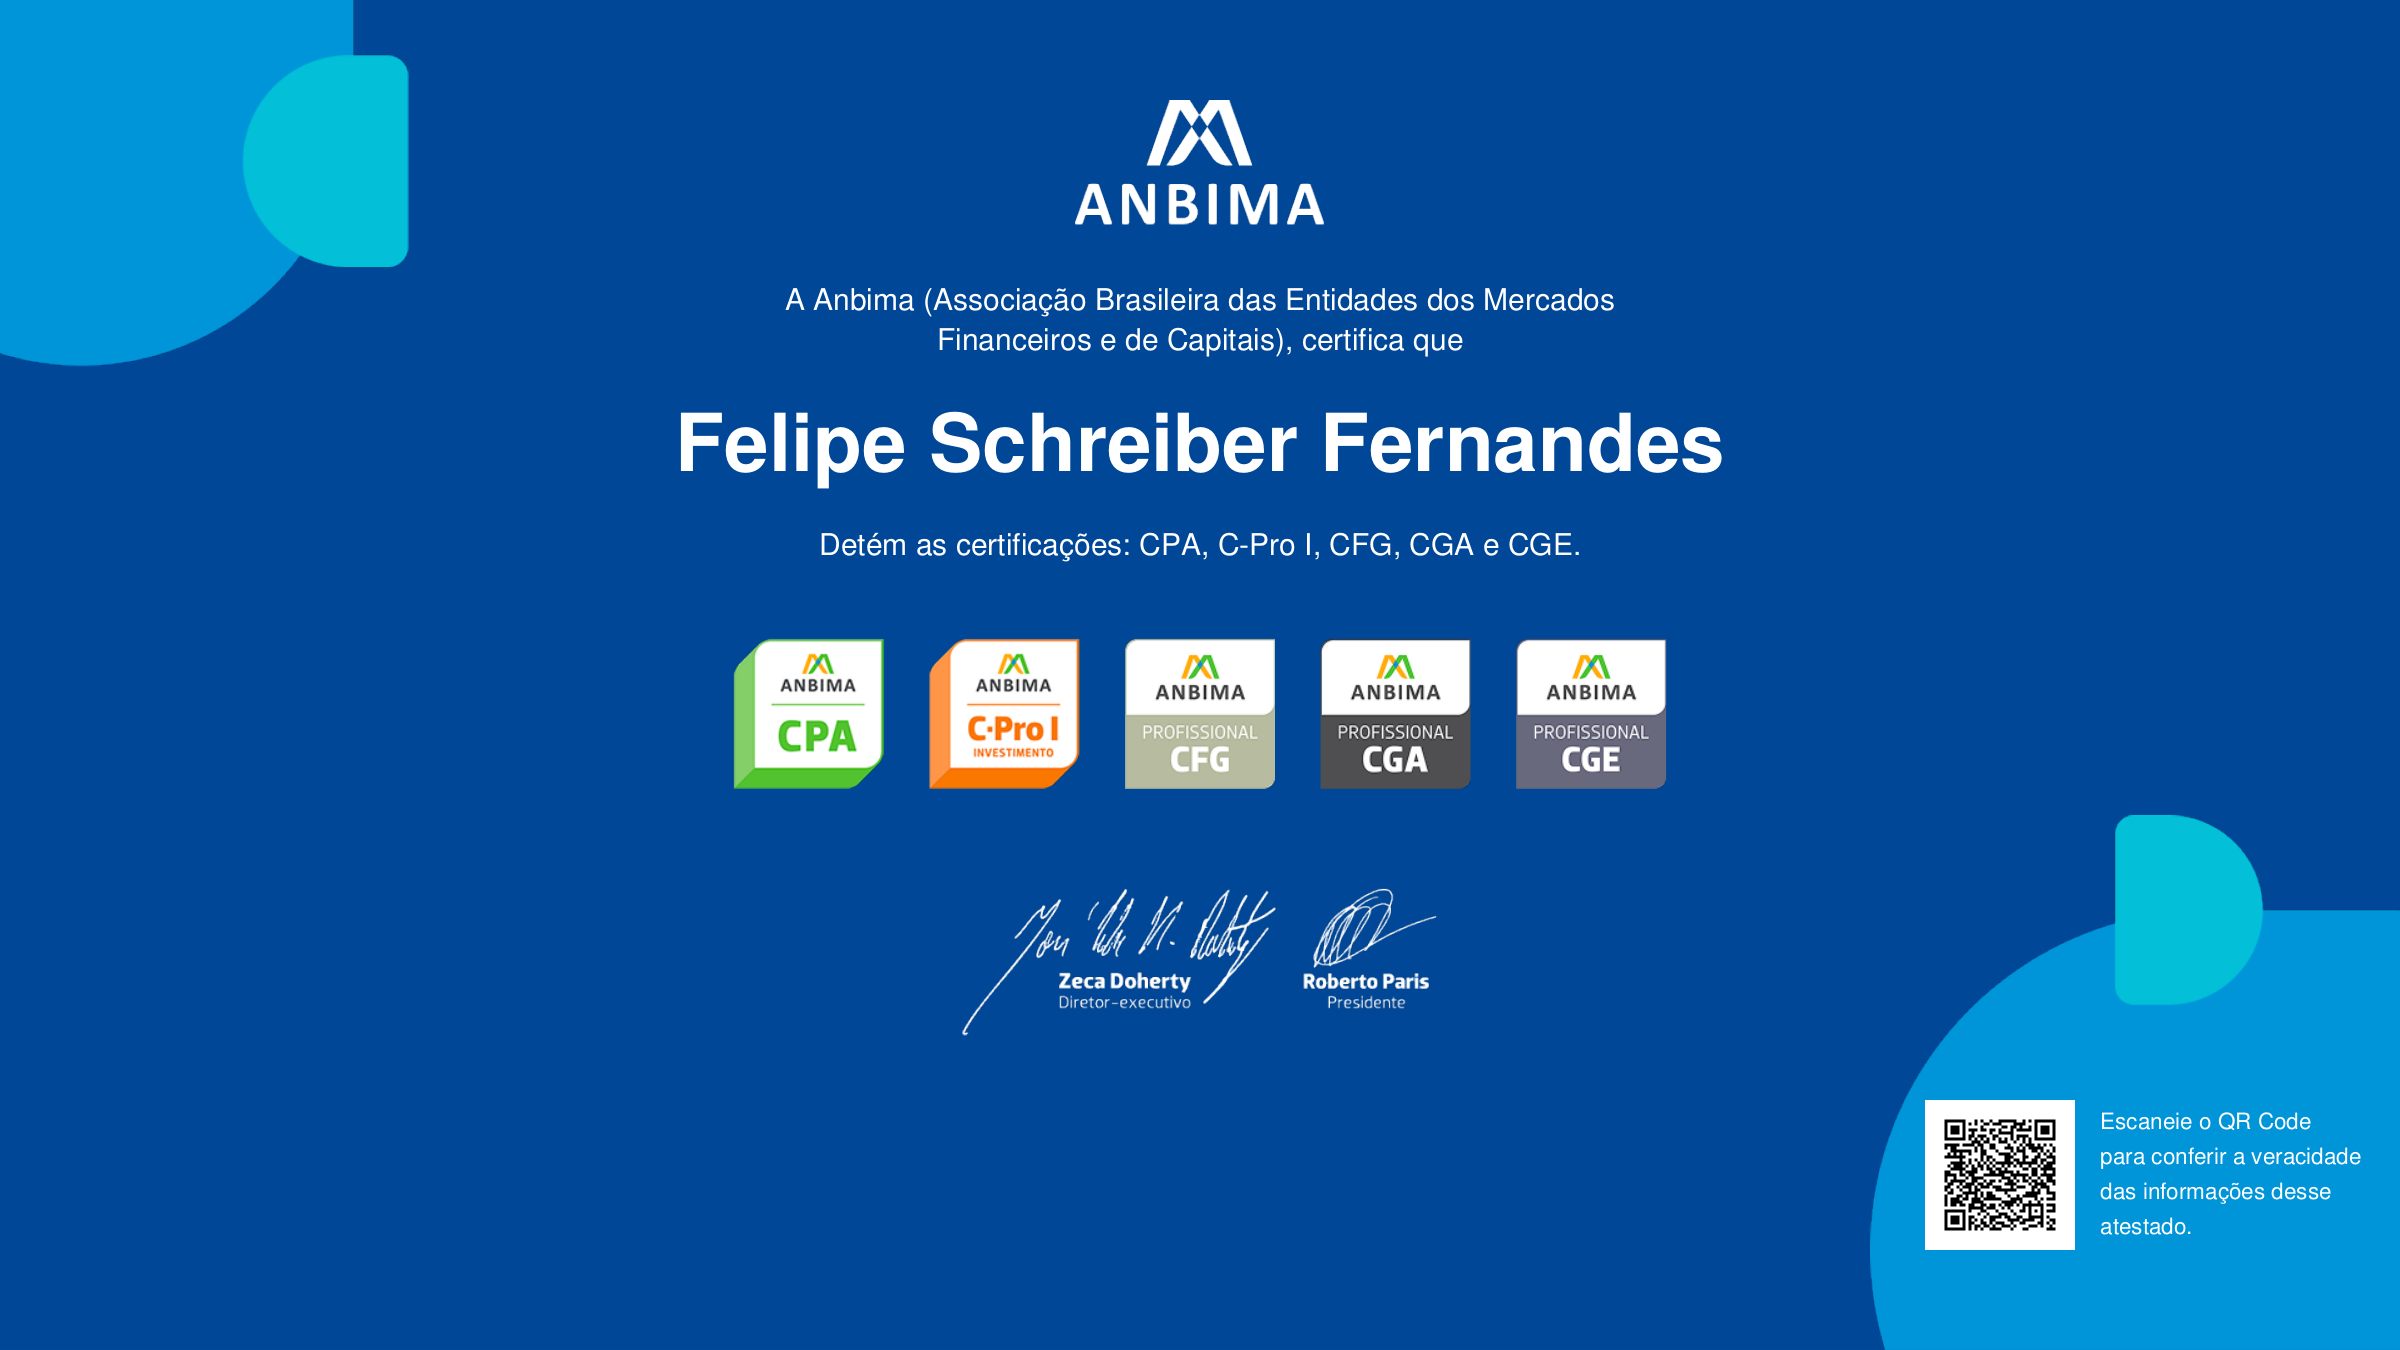 ANBIMA
A Anbima (Associação Brasileira das Entidades dos Mercados
Financeiros e de Capitais), certifica que
Felipe Schreiber Fernandes
Detém as certificações: CPA, C-Pro I, CFG, CGA e CGE.
ANBIMA
CPA
ANBIMA
C·Pro I
INVESTIMENTO
ANBIMA
PROFISSIONAL
CFG
ANBIMA
PROFISSIONAL
CGA
ANBIMA
PROFISSIONAL
CGE
Zeca Doherty
Diretor-executivo
Roberto Paris
Presidente
Escaneie o QR Code
para conferir a veracidade
das informações desse
atestado.